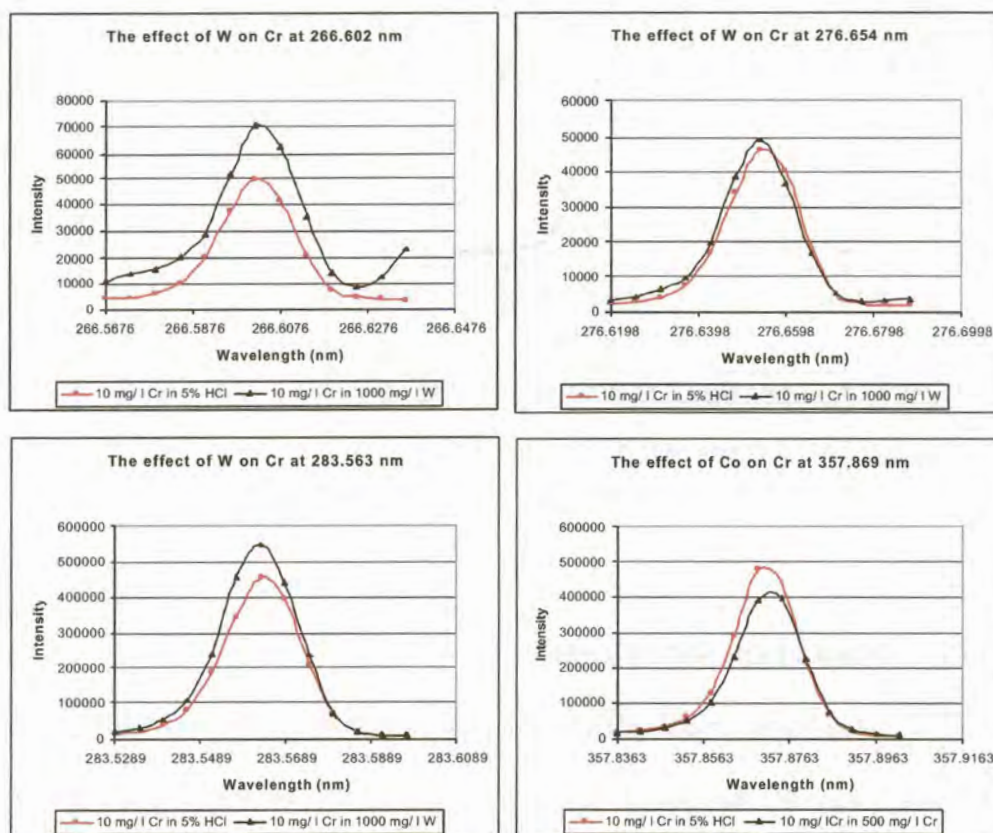 The effect of W on Cr at 266.602 nm
80000
70000
60000
50000
40000
30000
20000
10000
0
Intensity
266.5676 266.5876 266.6076 266.6276 266.6476
Wavelength (nm)
10 mg/ l Cr in 5% HCl 10 mg/ l Cr in 1000 mg/ l W
The effect of W on Cr at 276.654 nm
60000
50000
40000
30000
20000
10000
0
Intensity
276.6198 276.6398 276.6598 276.6798 276.6998
Wavelength (nm)
10 mg/ l Cr in 5% HCl 10 mg/ l Cr in 1000 mg/ l W
The effect of W on Cr at 283.563 nm
600000
500000
400000
300000
200000
100000
0
Intensity
283.5289 283.5489 283.5689 283.5889 283.6089
Wavelength (nm)
10 mg/ l Cr in 5% HCl 10 mg/ l Cr in 1000 mg/ l W
The effect of Co on Cr at 357.869 nm
600000
500000
400000
300000
200000
100000
0
Intensity
357.8363 357.8563 357.8763 357.8963 357.9163
Wavelength (nm)
10 mg/ l Cr in 5% HCl 10 mg/ lCr in 500 mg/ l Cr